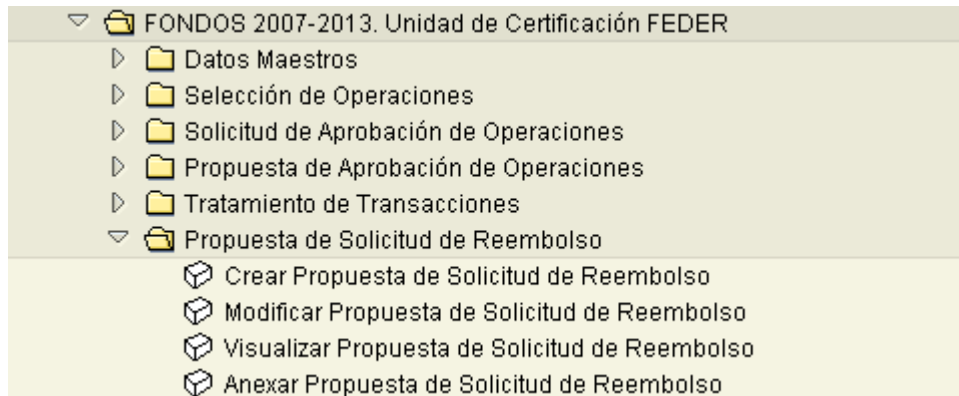 FONDOS 2007-2013. Unidad de Certificación FEDER
Datos Maestros
Selección de Operaciones
Solicitud de Aprobación de Operaciones
Propuesta de Aprobación de Operaciones
Tratamiento de Transacciones
Propuesta de Solicitud de Reembolso
Crear Propuesta de Solicitud de Reembolso
Modificar Propuesta de Solicitud de Reembolso
Visualizar Propuesta de Solicitud de Reembolso
Anexar Propuesta de Solicitud de Reembolso